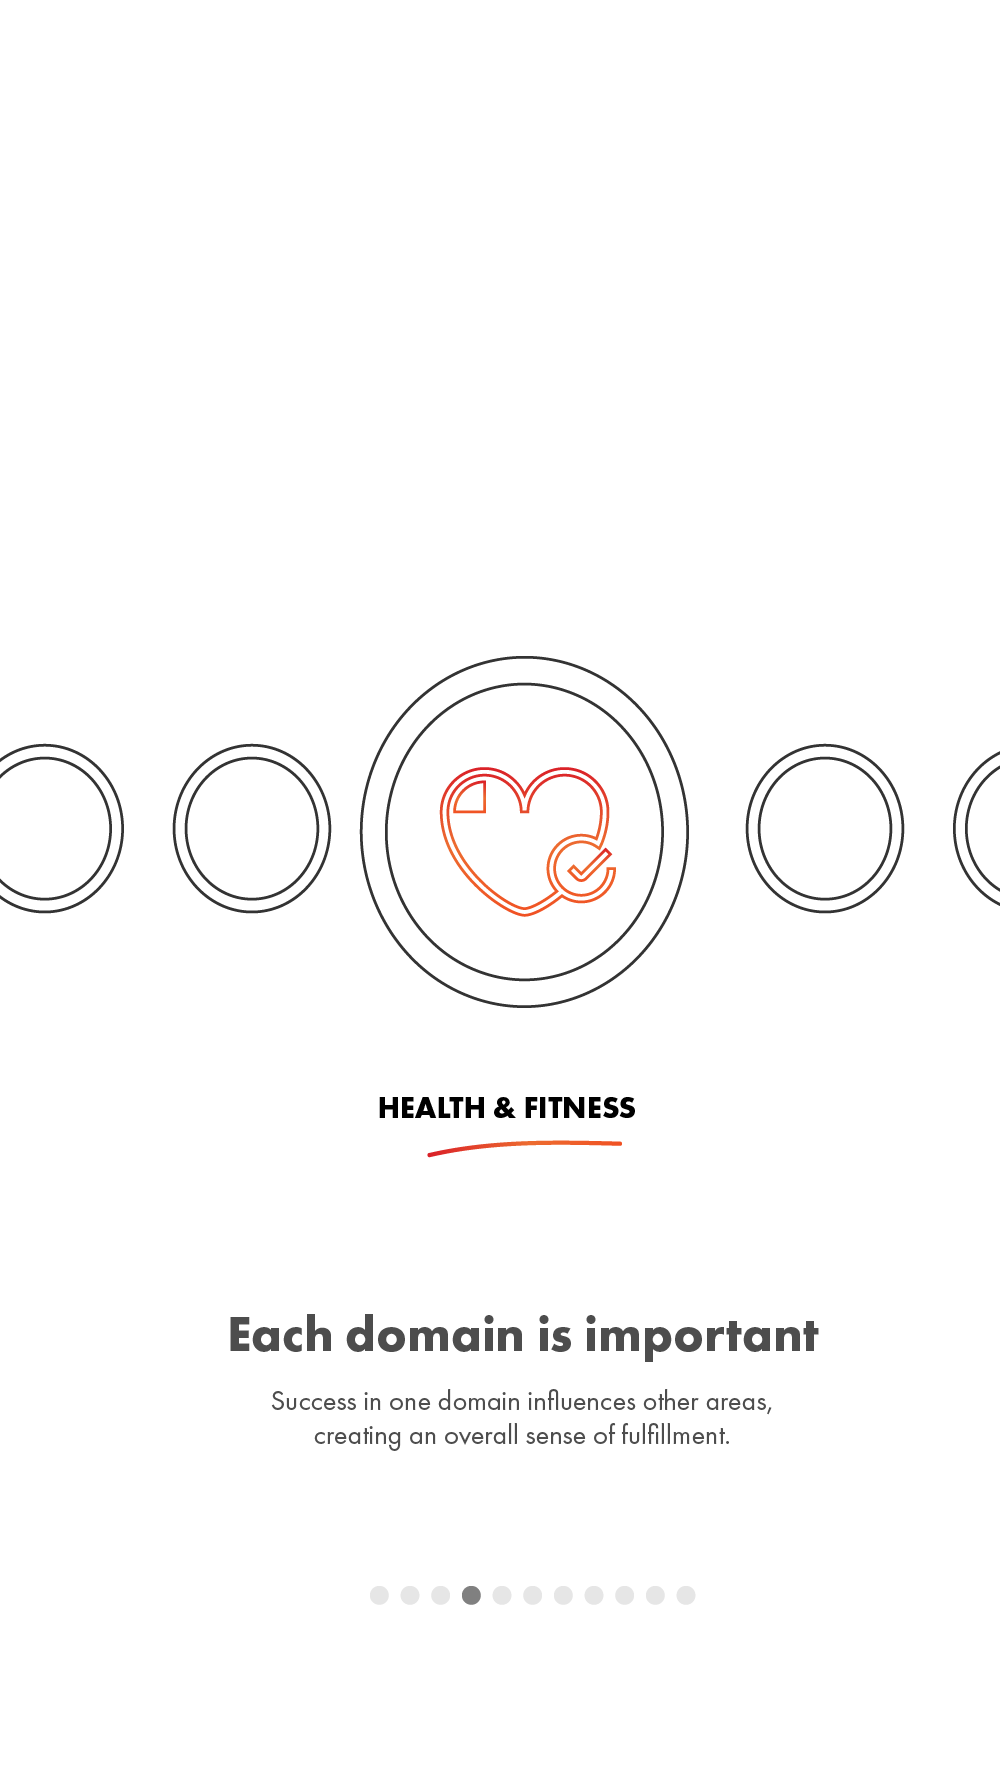 HEALTH & FITNESS
Each domain is important
Success in one domain influences other areas,
creating an overall sense of fulfillment.